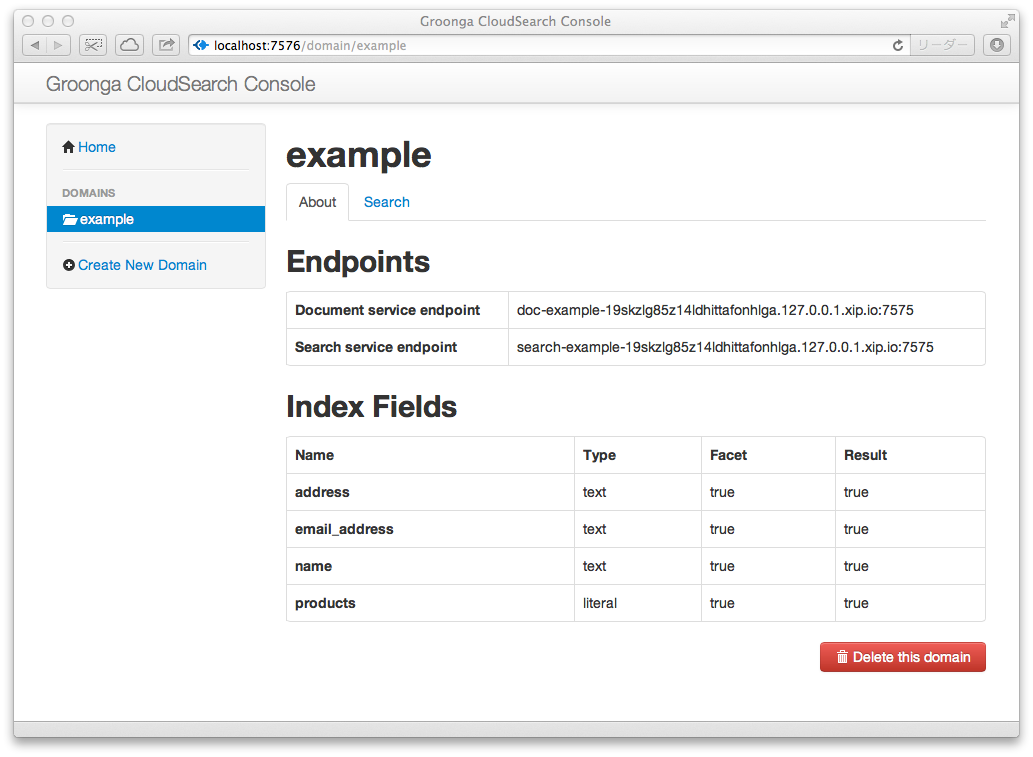 Groonga CloudSearch Console
localhost:7576/domain/example
リーダー
Groonga CloudSearch Console
Home
DOMAINS
example
Create New Domain
example
About Search
Endpoints
Document service endpoint doc-example-19skzlg85z14ldhittafonhlga.127.0.0.1.xip.io:7575
Search service endpoint search-example-19skzlg85z14ldhittafonhlga.127.0.0.1.xip.io:7575
Index Fields
Name Type Facet Result
address text true true
email_address text true true
name text true true
products literal true true
Delete this domain